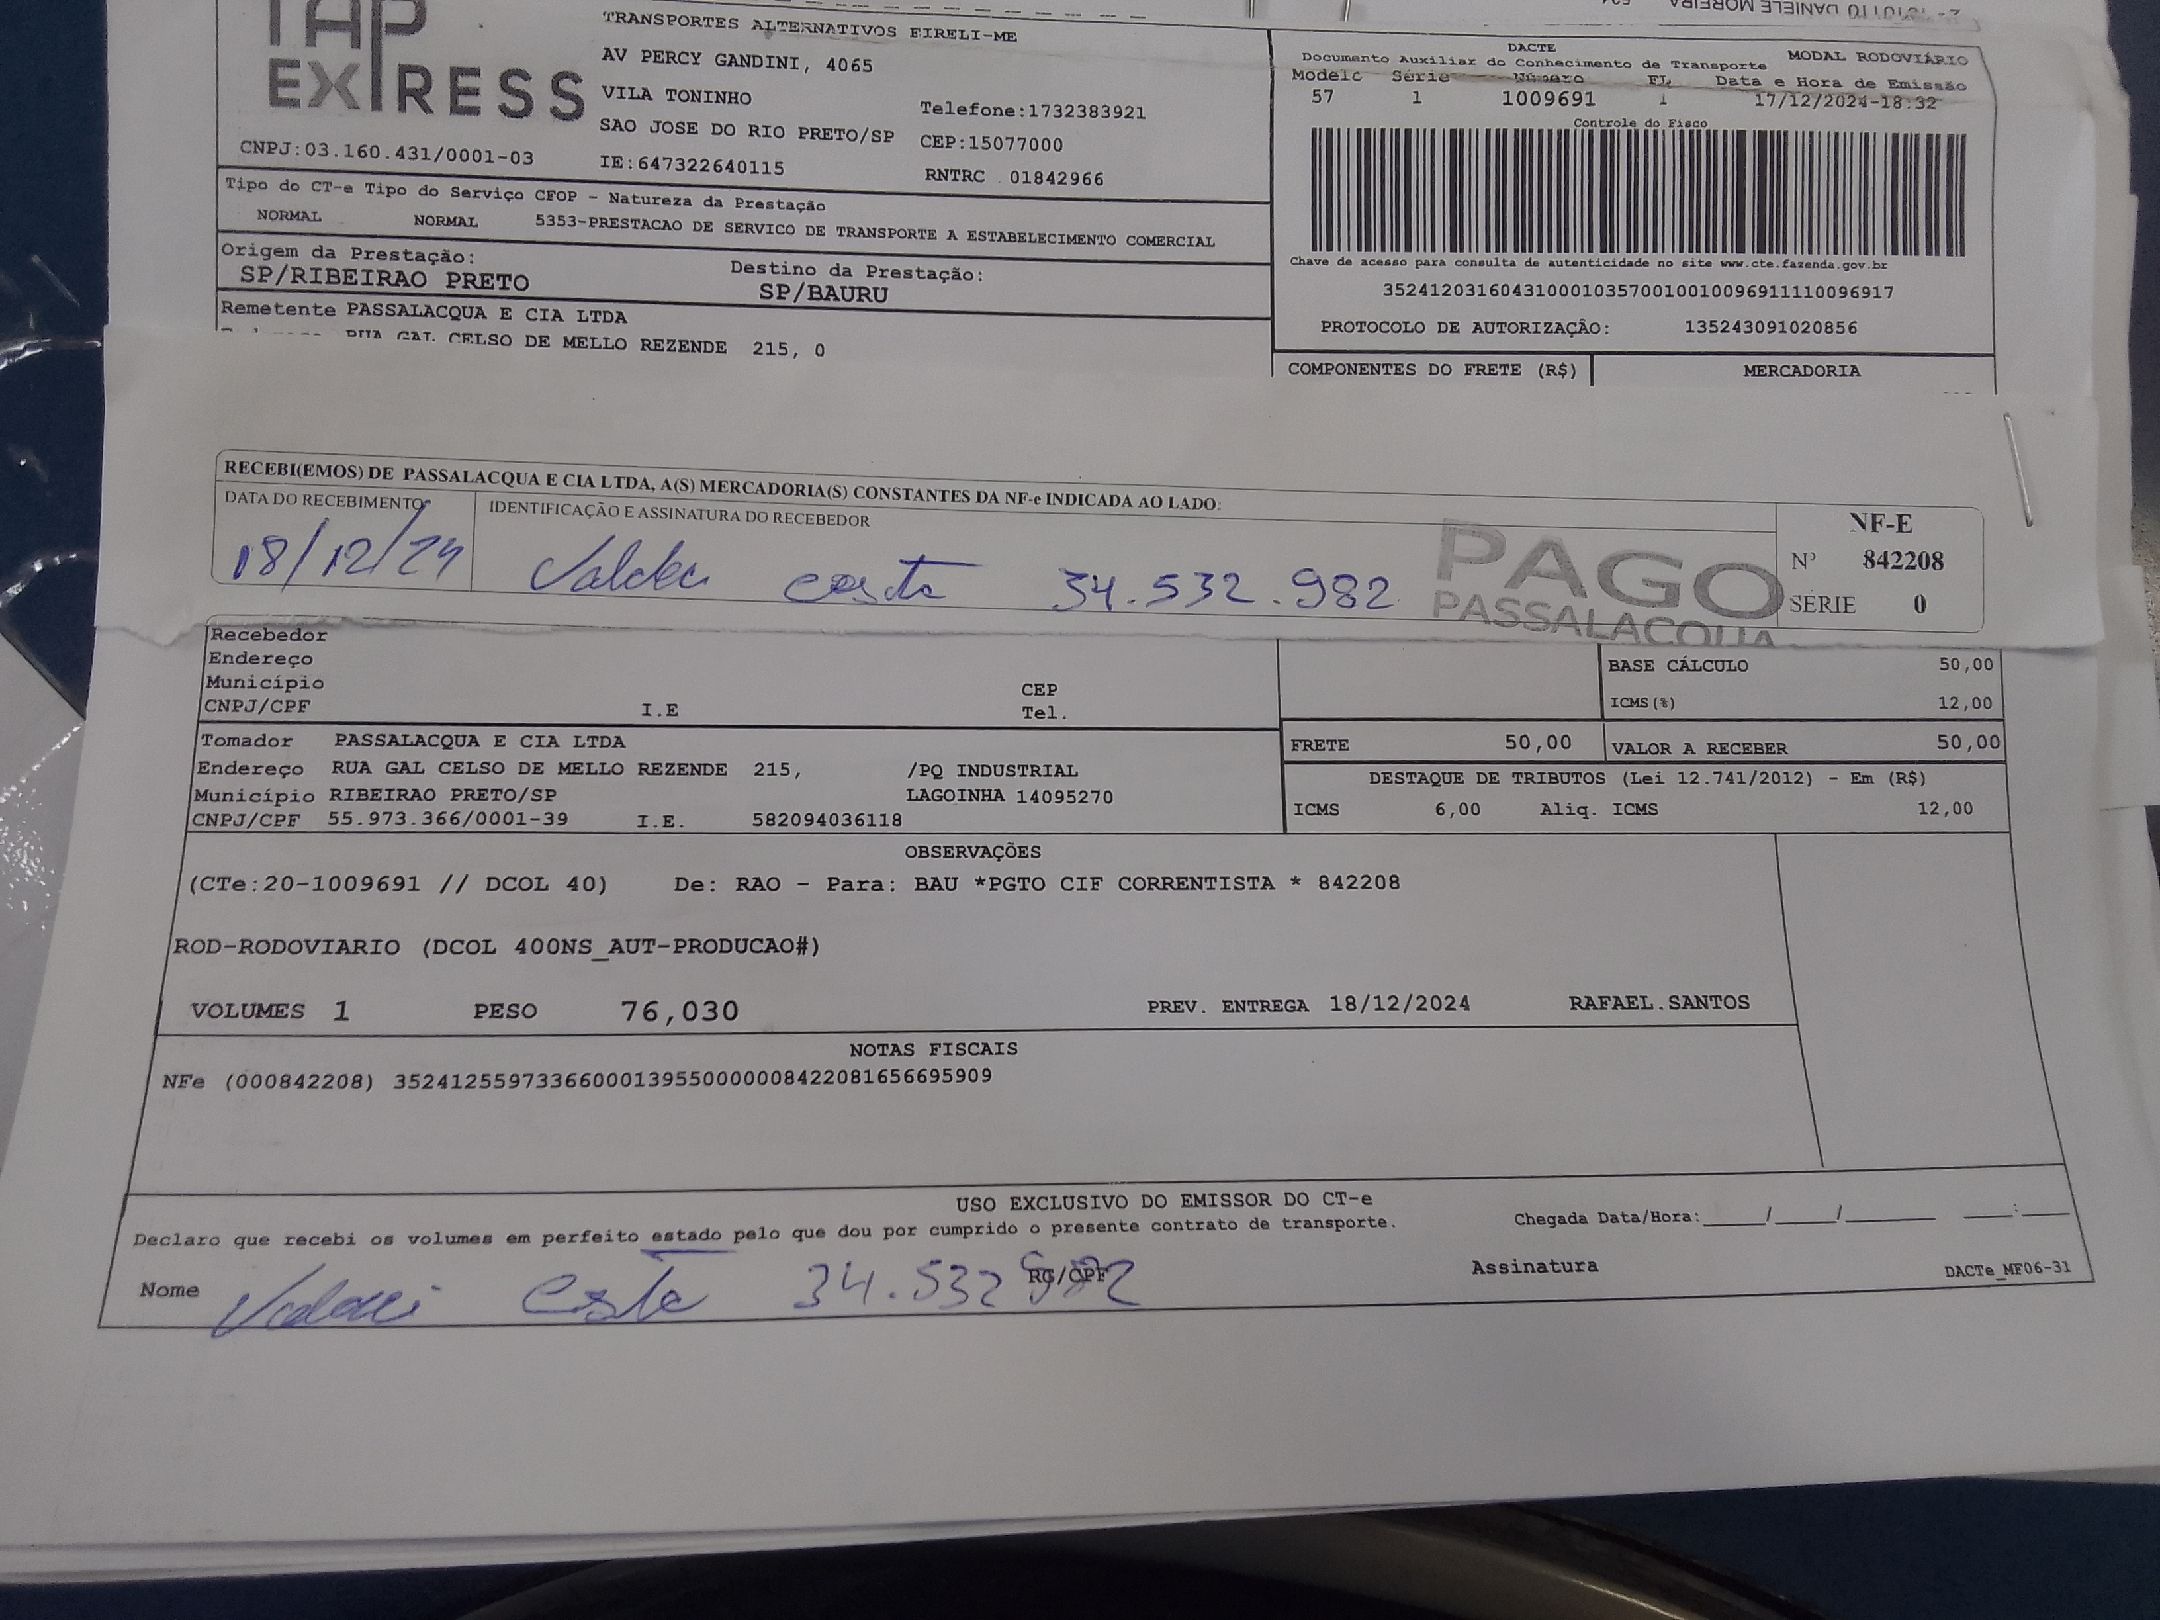 TAP
EXPRESS
TRANSPORTES ALTERNATIVOS EIRELI-ME
AV PERCY GANDINI, 4065
VILA TONINHO
Telefone:1732383921
SAO JOSE DO RIO PRETO/SP CEP:15077000
CNPJ:03.160.431/0001-03 IE:647322640115 RNTRC 01842966
DACTE
Documento Auxiliar do Conhecimento de Transporte MODAL RODOVIÁRIO
Modelo Série Número FL Data e Hora de Emissão
57 1 1009691 1 17/12/2024-18:32
Controle do Fisco
Chave de acesso para consulta de autenticidade no site www.cte.fazenda.gov.br
35241203160431000103570010010096911110096917
PROTOCOLO DE AUTORIZAÇÃO: 135243091020856
COMPONENTES DO FRETE (R$) MERCADORIA
Tipo do CT-e Tipo do Serviço CFOP - Natureza da Prestação
NORMAL NORMAL 5353-PRESTACAO DE SERVICO DE TRANSPORTE A ESTABELECIMENTO COMERCIAL
Origem da Prestação: Destino da Prestação:
SP/RIBEIRAO PRETO SP/BAURU
Remetente PASSALACQUA E CIA LTDA
RUA GAL CELSO DE MELLO REZENDE 215, 0
RECEBI(EMOS) DE PASSALACQUA E CIA LTDA, A(S) MERCADORIA(S) CONSTANTES DA NF-e INDICADA AO LADO:
DATA DO RECEBIMENTO IDENTIFICAÇÃO E ASSINATURA DO RECEBEDOR
18/12/24 costa 34.532.982
PAGO
PASSALACQUA
NF-E
Nº 842208
SÉRIE 0
Recebedor
Endereço
Município CEP
CNPJ/CPF I.E Tel.
BASE CÁLCULO 50,00
ICMS(%) 12,00
FRETE 50,00 VALOR A RECEBER 50,00
DESTAQUE DE TRIBUTOS (Lei 12.741/2012) - Em (R$)
ICMS 6,00 Aliq. ICMS 12,00
Tomador PASSALACQUA E CIA LTDA
Endereço RUA GAL CELSO DE MELLO REZENDE 215, /PQ INDUSTRIAL
Município RIBEIRAO PRETO/SP LAGOINHA 14095270
CNPJ/CPF 55.973.366/0001-39 I.E. 582094036118
OBSERVAÇÕES
(CTe:20-1009691 // DCOL 40) De: RAO - Para: BAU *PGTO CIF CORRENTISTA * 842208
ROD-RODOVIARIO (DCOL 400NS_AUT-PRODUCAO#)
VOLUMES 1 PESO 76,030 PREV. ENTREGA 18/12/2024 RAFAEL.SANTOS
NOTAS FISCAIS
NFe (000842208) 35241255973366000139550000008422081656695909
USO EXCLUSIVO DO EMISSOR DO CT-e
Declaro que recebi os volumes em perfeito estado pelo que dou por cumprido o presente contrato de transporte. Chegada Data/Hora:_____/_____/_______ ____:____
Nome costa 34.532 982 RG/CPF Assinatura DACTe_MF06-31